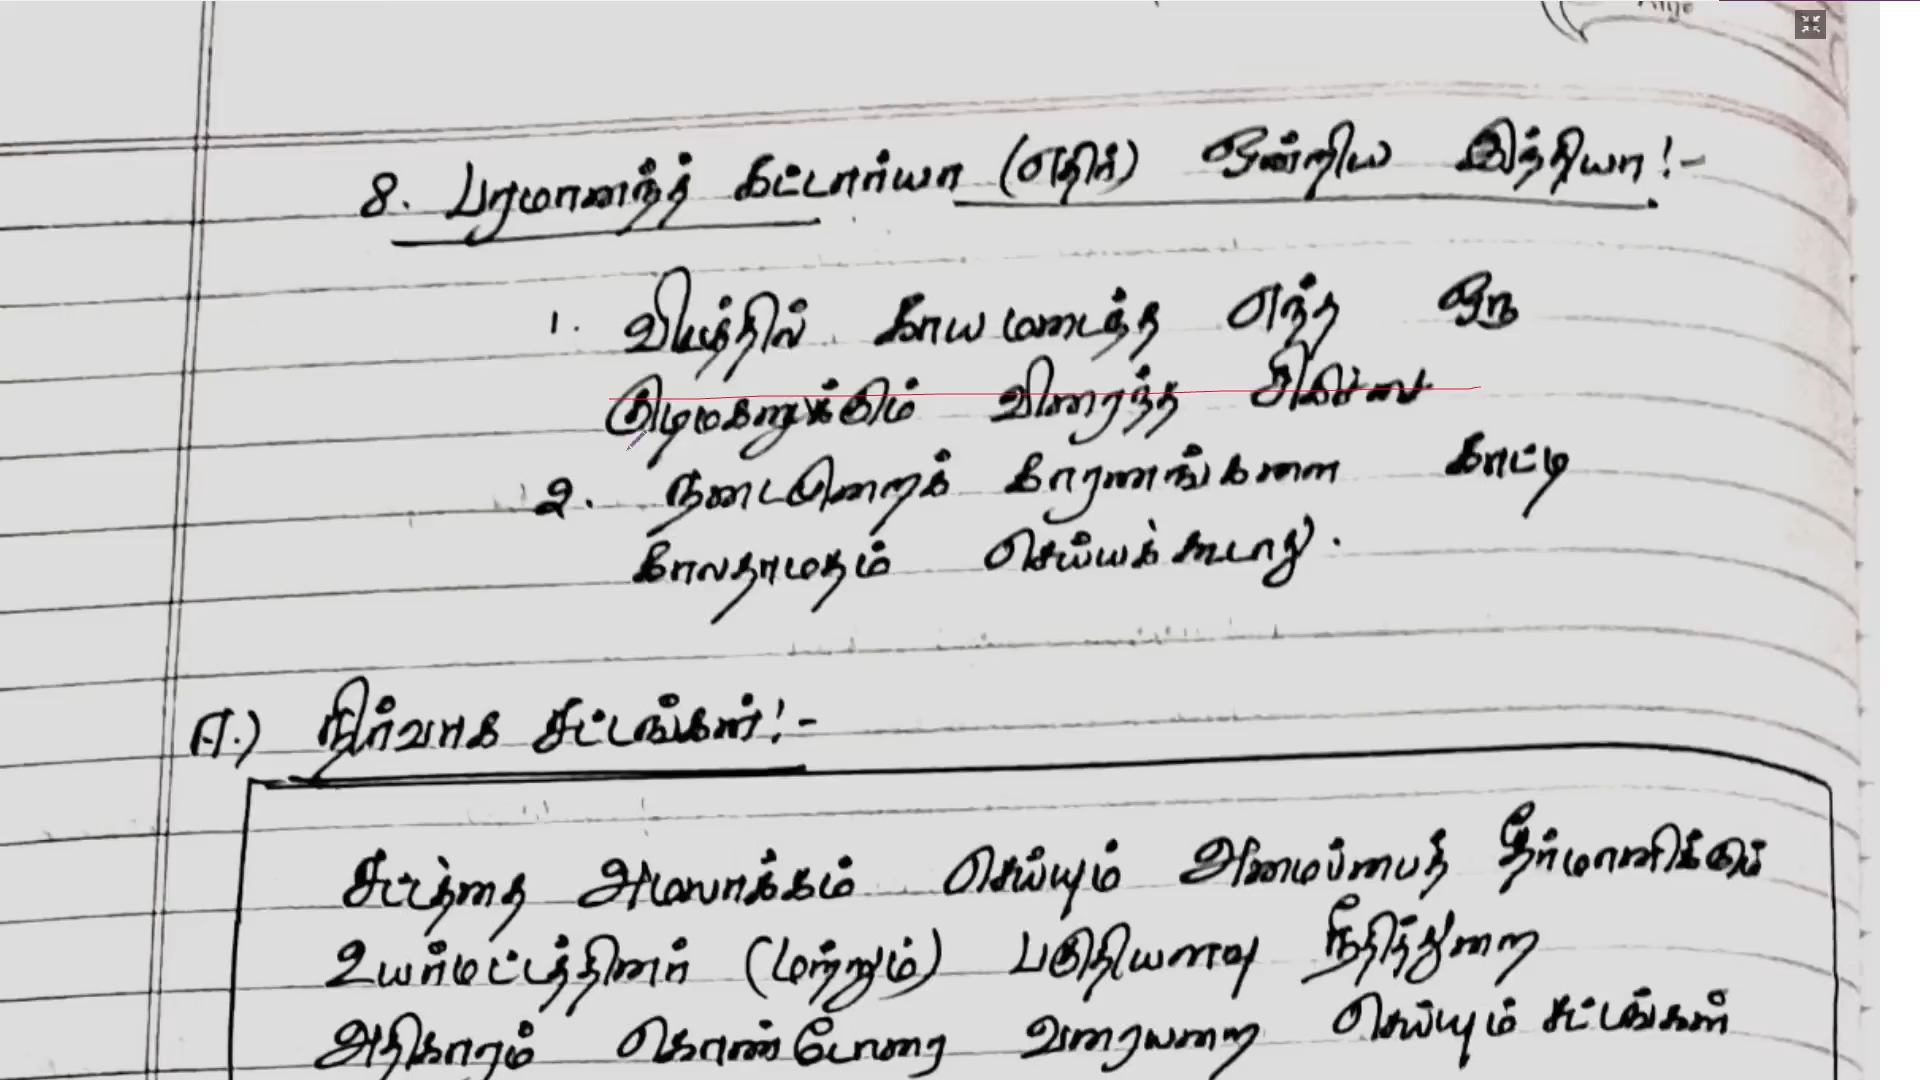 8. பரமானந்த் கட்டார்யா (எதிர்) ஒன்றிய இந்தியா!-
1. விபத்தில் காயமடைந்த எந்த ஒரு
குடிமகனுக்கும் விரைந்த சிகிச்சை
2. நடைமுறைக் காரணங்களை காட்டி
காலதாமதம் செய்யக்கூடாது.
A.) நிர்வாக சட்டங்கள்!-
சட்டத்தை அமலாக்கம் செய்யும் அமைப்பைத் தீர்மானிக்கும்
உயர்மட்டத்தினர் (மற்றும்) பகுதியளவு நீதித்துறை
அதிகாரம் கொண்டோரை வரையறை செய்யும் சட்டங்கள்